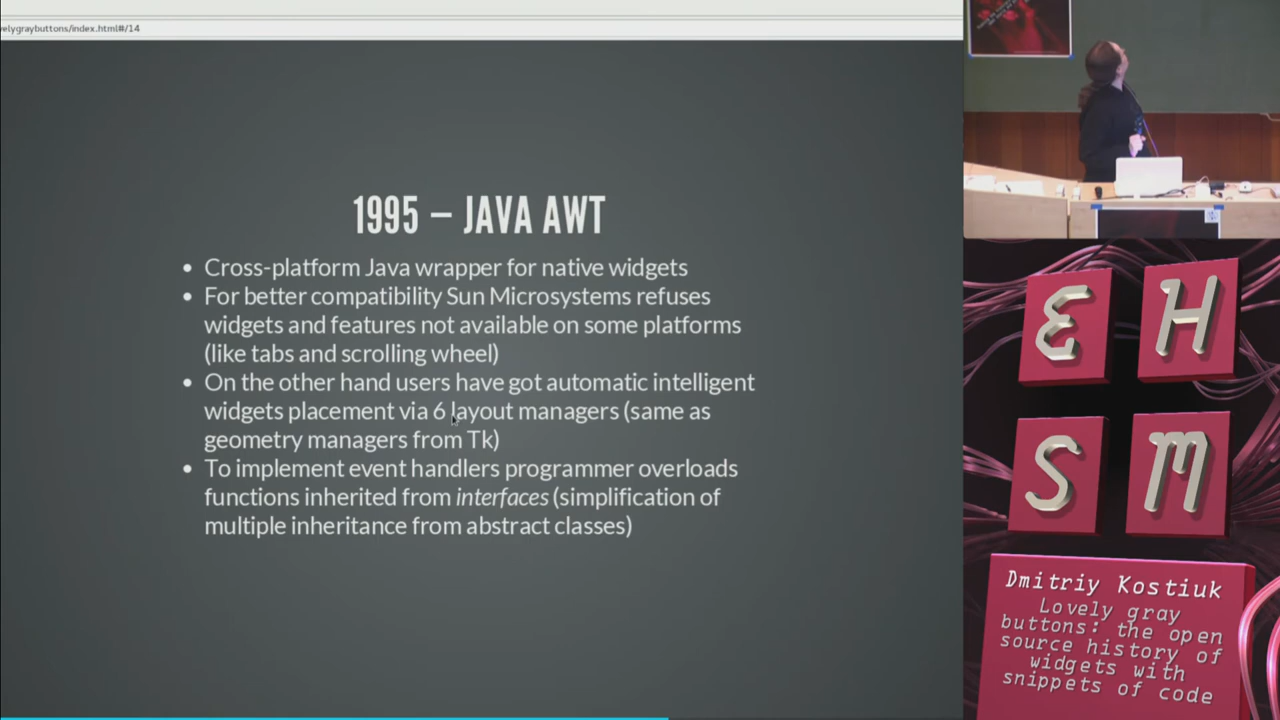 velygraybuttons/index.html#/14
1995 – JAVA AWT
• Cross-platform Java wrapper for native widgets
• For better compatibility Sun Microsystems refuses
widgets and features not available on some platforms
(like tabs and scrolling wheel)
• On the other hand users have got automatic intelligent
widgets placement via 6 layout managers (same as
geometry managers from Tk)
• To implement event handlers programmer overloads
functions inherited from interfaces (simplification of
multiple inheritance from abstract classes)
EH
SM
Dmitriy Kostiuk
Lovely gray
buttons: the open
source history of
widgets with
snippets of code